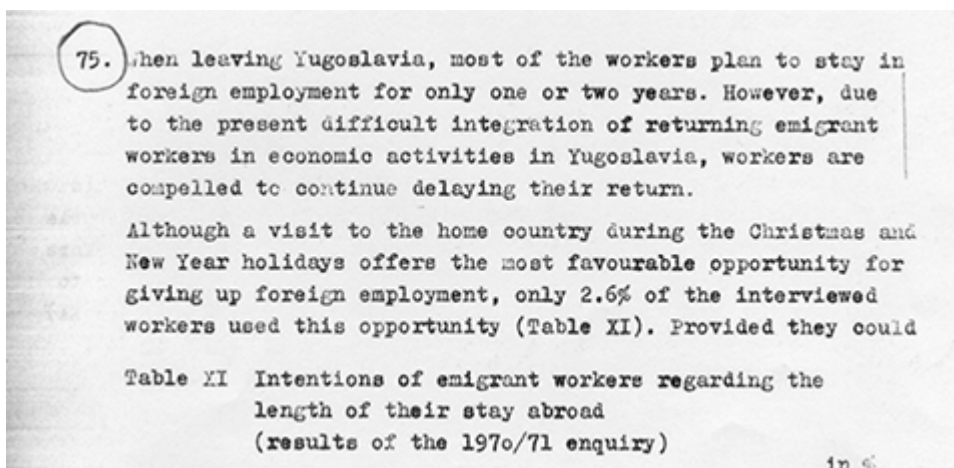 75. When leaving Yugoslavia, most of the workers plan to stay in
foreign employment for only one or two years. However, due
to the present difficult integration of returning emigrant
workers in economic activities in Yugoslavia, workers are
compelled to continue delaying their return.
Although a visit to the home country during the Christmas and
New Year holidays offers the most favourable opportunity for
giving up foreign employment, only 2.6% of the interviewed
workers used this opportunity (Table XI). Provided they could
Table XI Intentions of emigrant workers regarding the
length of their stay abroad
(results of the 197o/71 enquiry)
in %